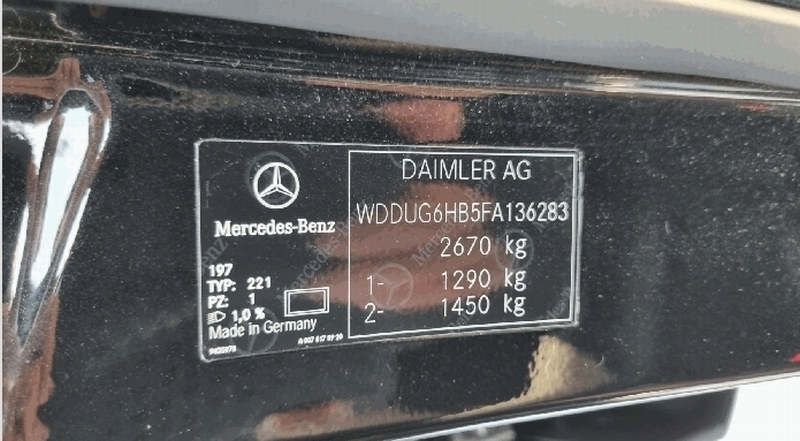 Mercedes-Benz
197
TYP: 221
PZ: 1
1,0 %
Made in Germany
DAIMLER AG
WDDUG6HB5FA136283
2670 kg
1- 1290 kg
2- 1450 kg